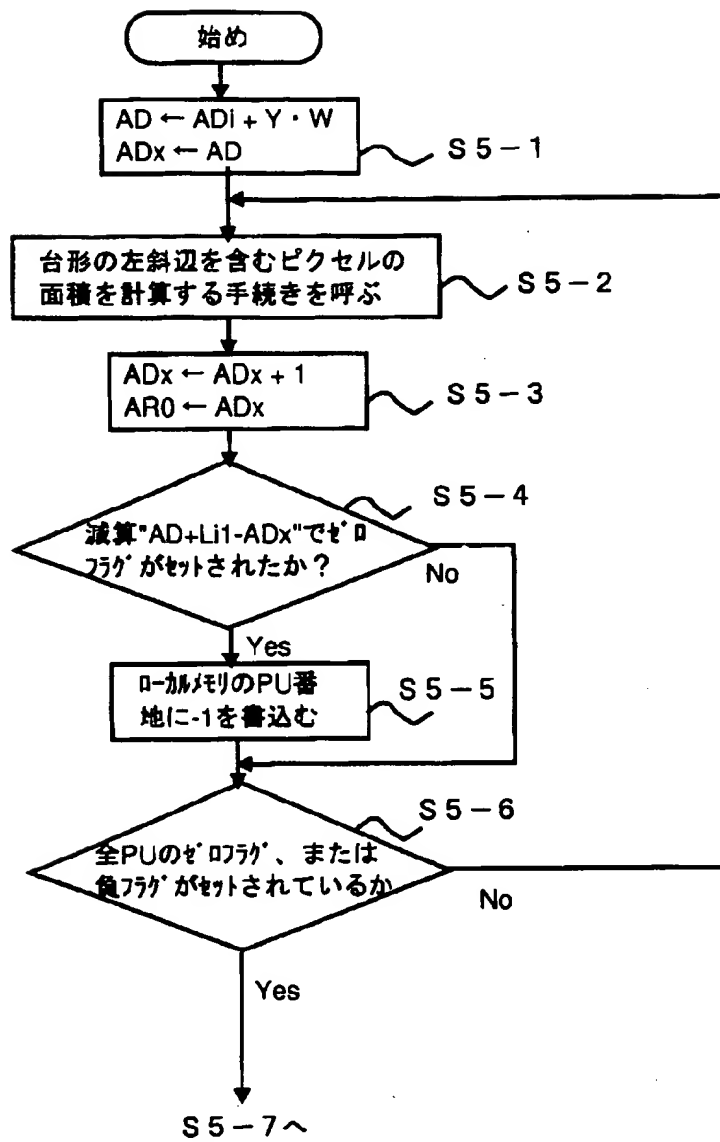 始め
AD ← ADi + Y・W
ADx ← AD
S5-1
台形の左斜辺を含むピクセルの
面積を計算する手続きを呼ぶ
S5-2
ADx ← ADx + 1
AR0 ← ADx
S5-3
S5-4
減算"AD+Li1-ADx"でｾﾞﾛ
ﾌﾗｸﾞがｾｯﾄされたか？
No
Yes
ﾛｰｶﾙﾒﾓﾘのPU番
地に-1を書込む
S5-5
S5-6
全PUのｾﾞﾛﾌﾗｸﾞ、または
負ﾌﾗｸﾞがｾｯﾄされているか
No
Yes
S5-7へ